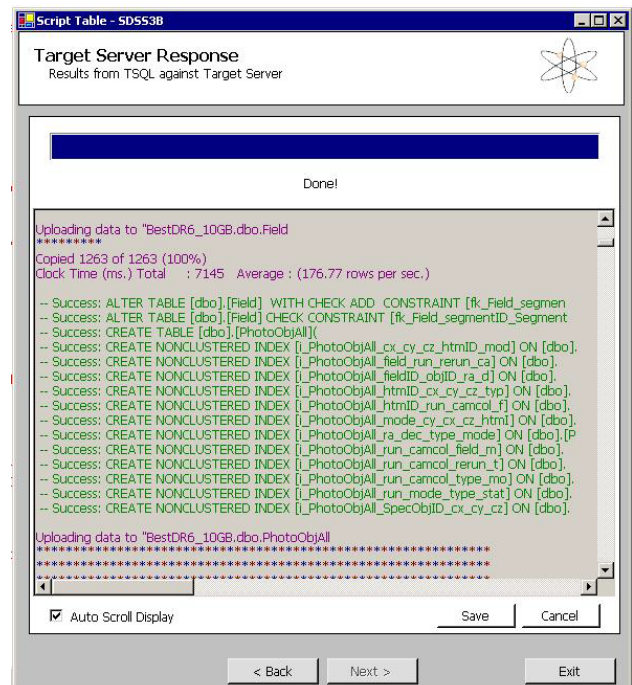 Script Table - SDSS3B
Target Server Response
Results from TSQL against Target Server
Done!
Uploading data to "BestDR6_10GB.dbo.Field
*********
Copied 1263 of 1263 (100%)
Clock Time (ms.) Total : 7145 Average : (176.77 rows per sec.)
-- Success: ALTER TABLE [dbo].[Field] WITH CHECK ADD CONSTRAINT [fk_Field_segmen
-- Success: ALTER TABLE [dbo].[Field] CHECK CONSTRAINT [fk_Field_segmentID_Segment
-- Success: CREATE TABLE [dbo].[PhotoObjAll](
-- Success: CREATE NONCLUSTERED INDEX [i_PhotoObjAll_cx_cy_cz_htmID_mod] ON [dbo].
-- Success: CREATE NONCLUSTERED INDEX [i_PhotoObjAll_field_run_rerun_ca] ON [dbo].
-- Success: CREATE NONCLUSTERED INDEX [i_PhotoObjAll_fieldID_objID_ra_d] ON [dbo].
-- Success: CREATE NONCLUSTERED INDEX [i_PhotoObjAll_htmID_cx_cy_cz_typ] ON [dbo].
-- Success: CREATE NONCLUSTERED INDEX [i_PhotoObjAll_htmID_run_camcol_f] ON [dbo].
-- Success: CREATE NONCLUSTERED INDEX [i_PhotoObjAll_mode_cy_cx_cz_htmI] ON [dbo].
-- Success: CREATE NONCLUSTERED INDEX [i_PhotoObjAll_ra_dec_type_mode] ON [dbo].[P
-- Success: CREATE NONCLUSTERED INDEX [i_PhotoObjAll_run_camcol_field_m] ON [dbo].
-- Success: CREATE NONCLUSTERED INDEX [i_PhotoObjAll_run_camcol_rerun_t] ON [dbo].
-- Success: CREATE NONCLUSTERED INDEX [i_PhotoObjAll_run_camcol_type_mo] ON [dbo].
-- Success: CREATE NONCLUSTERED INDEX [i_PhotoObjAll_run_mode_type_stat] ON [dbo].
-- Success: CREATE NONCLUSTERED INDEX [i_PhotoObjAll_SpecObjID_cx_cy_cz] ON [dbo].
Uploading data to "BestDR6_10GB.dbo.PhotoObjAll
**************************************************************
**************************************************************
**************************************************************
Auto Scroll Display
Save
Cancel
< Back
Next >
Exit